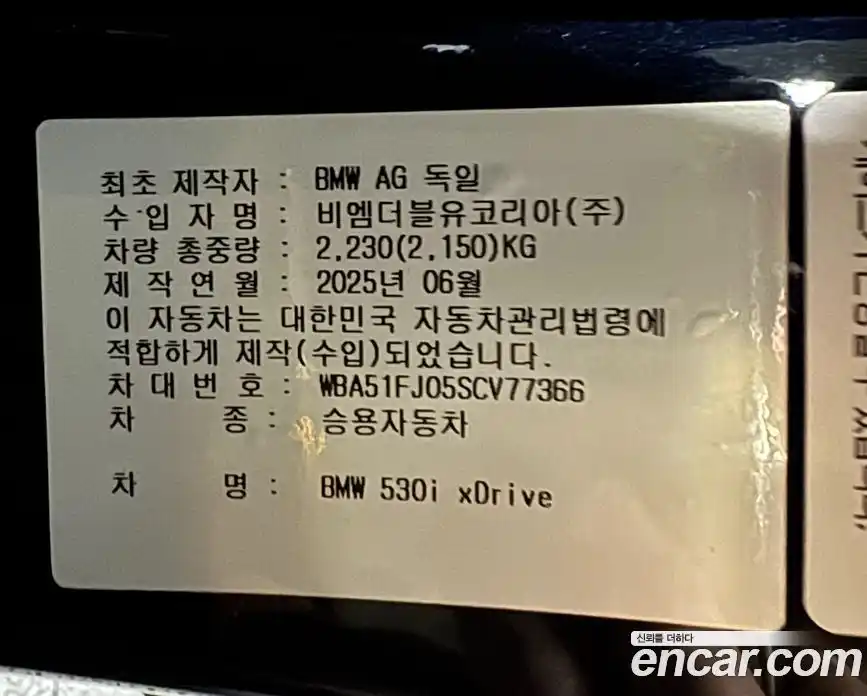 최초 제작자 : BMW AG 독일
수 입 자 명 : 비엠더블유코리아(주)
차량 총중량 : 2,230(2,150)KG
제 작 연 월 : 2025년 06월
이 자동차는 대한민국 자동차관리법령에
적합하게 제작(수입)되었습니다.
차 대 번 호 : WBA51FJ05SCV77366
차 종 : 승용자동차
차 명 : BMW 530i xDrive
신뢰를 더하다
encar.com